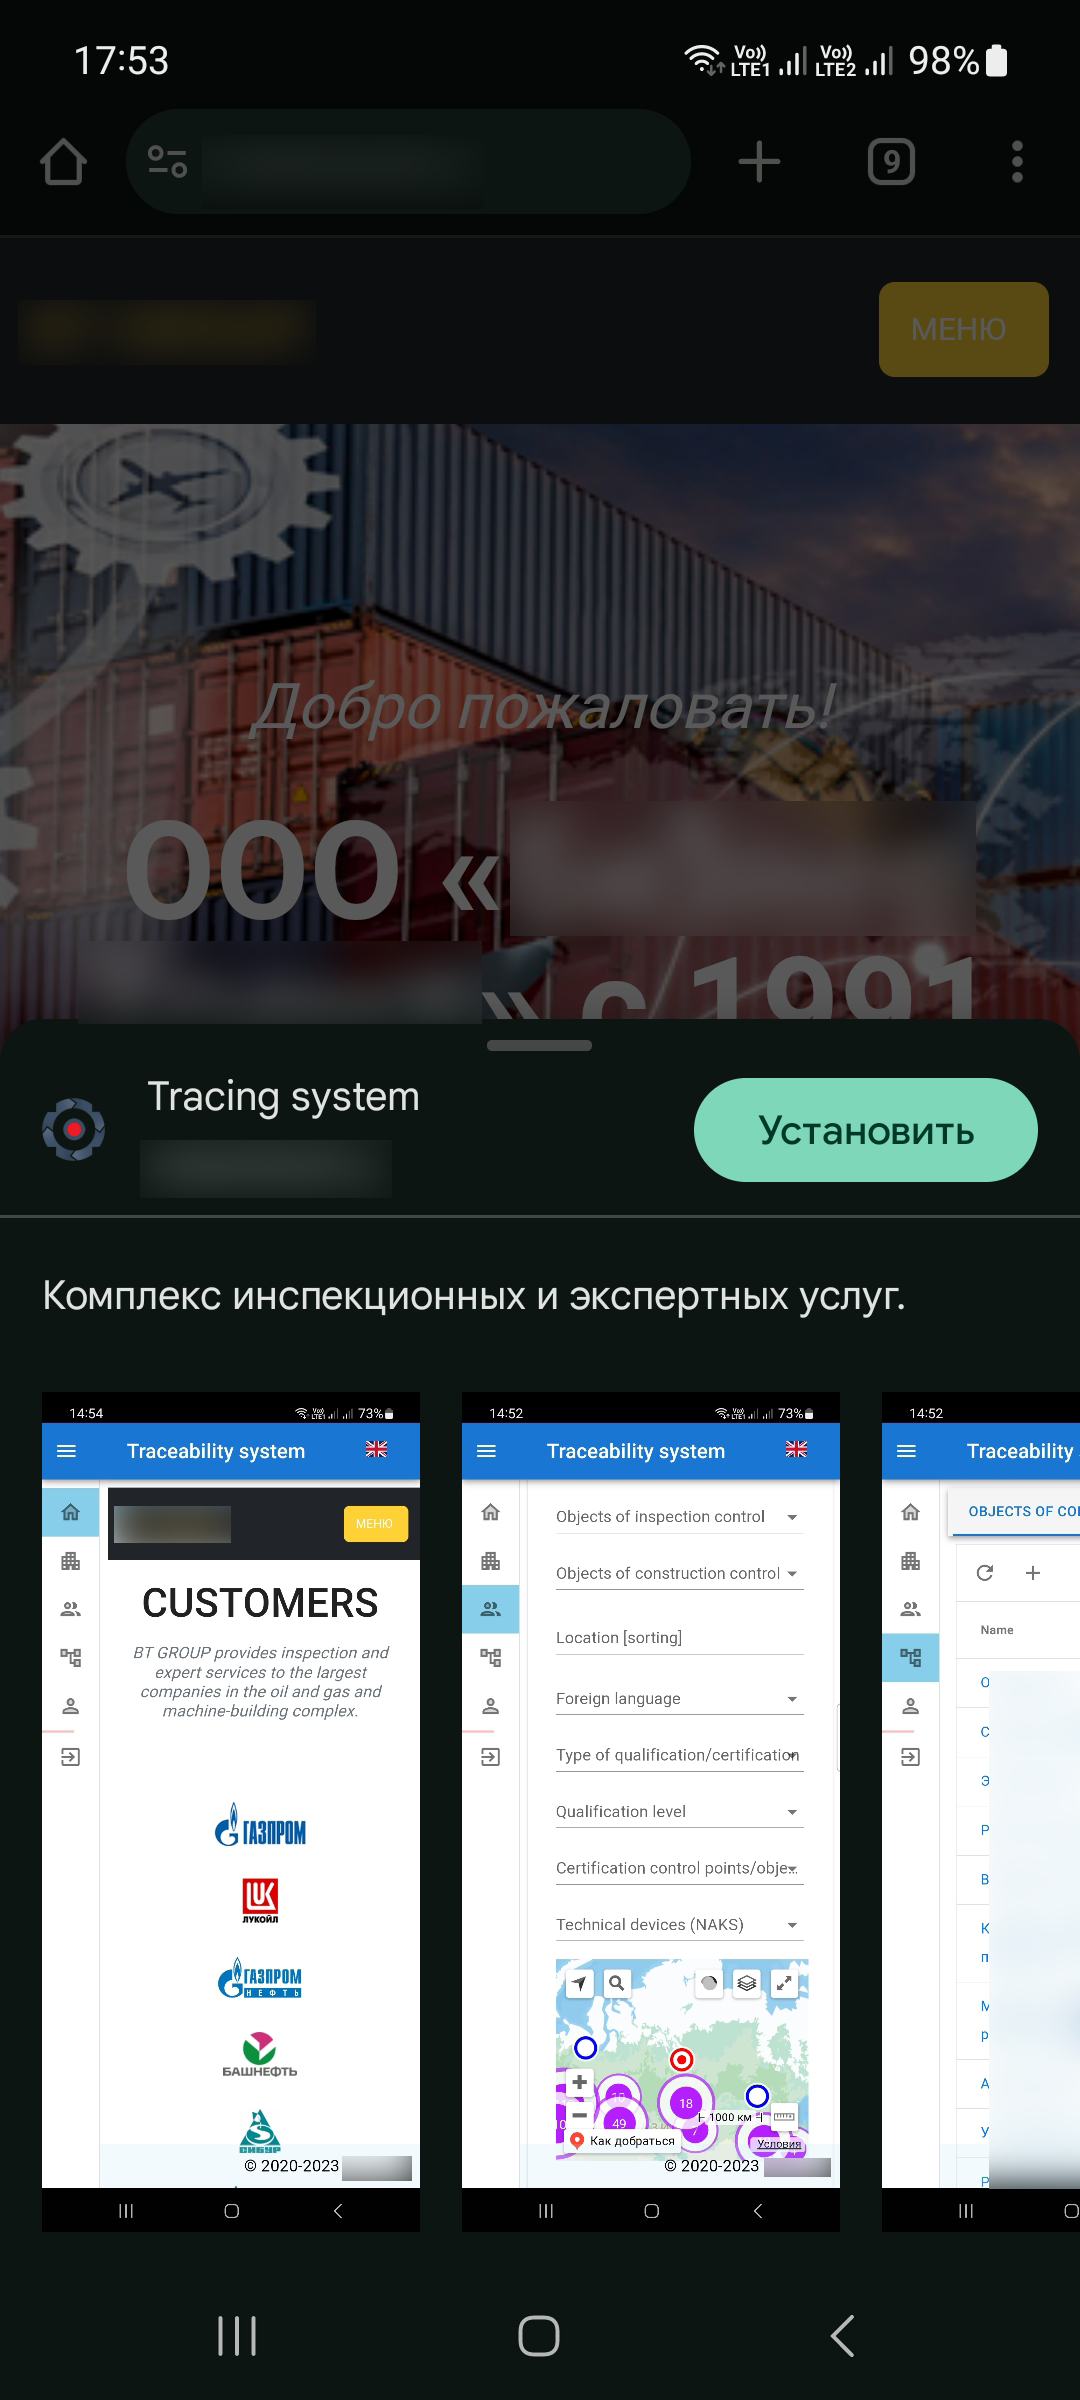 17:53
Vo))
LTE1
Vo))
LTE2
98%
9
МЕНЮ
Добро пожаловать!
ООО «
» с 1991
Tracing system
Установить
Комплекс инспекционных и экспертных услуг.
14:54
73%
Traceability system
МЕНЮ
CUSTOMERS
BT GROUP provides inspection and
expert services to the largest
companies in the oil and gas and
machine-building complex.
ГАЗПРОМ
LUK
ЛУКОЙЛ
ГАЗПРОМ
НЕФТЬ
БАШНЕФТЬ
СИБУР
© 2020-2023
14:52
73%
Traceability system
Objects of inspection control
Objects of construction control
Location [sorting]
Foreign language
Type of qualification/certification
Qualification level
Certification control points/obje...
Technical devices (NAKS)
18
49
7
1000 км
Как добраться
Условия
© 2020-2023
14:52
Traceability
OBJECTS OF CO
Name
О
С
Э
Р
В
К
п
М
р
А
У
Р